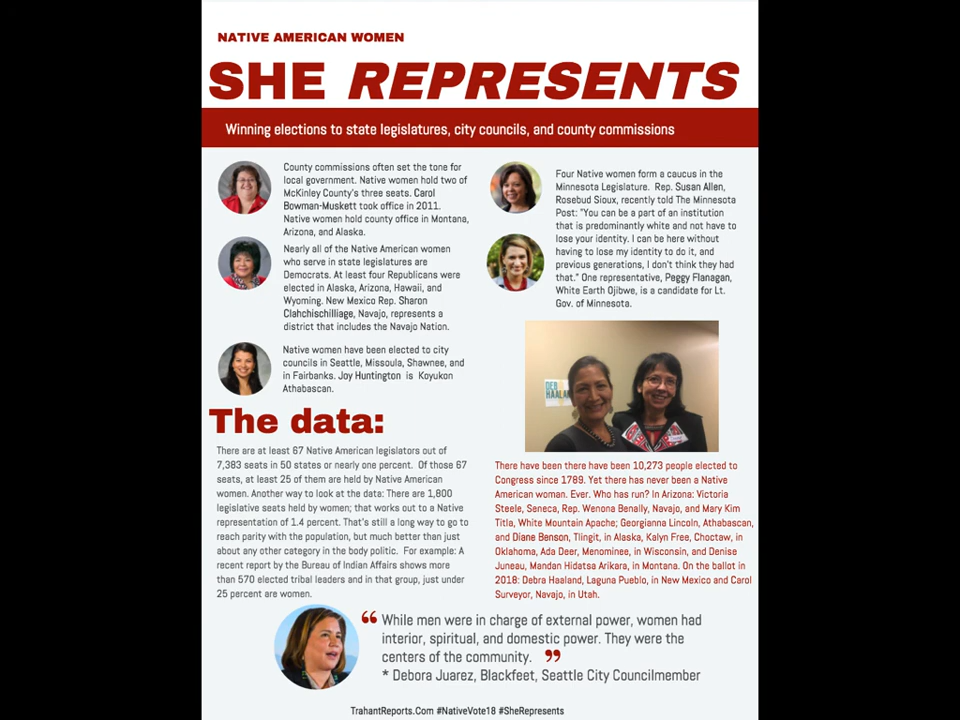 NATIVE AMERICAN WOMEN
SHE REPRESENTS
Winning elections to state legislatures, city councils, and county commissions
County commissions often set the tone for
local government. Native women hold two of
McKinley County's three seats. Carol
Bowman-Muskett took office in 2011.
Native women hold county office in Montana,
Arizona, and Alaska.
Nearly all of the Native American women
who serve in state legislatures are
Democrats. At least four Republicans were
elected in Alaska, Arizona, Hawaii, and
Wyoming. New Mexico Rep. Sharon
Clahchischilliage, Navajo, represents a
district that includes the Navajo Nation.
Native women have been elected to city
councils in Seattle, Missoula, Shawnee, and
in Fairbanks. Joy Huntington is Koyukon
Athabascan.
The data:
There are at least 67 Native American legislators out of
7,383 seats in 50 states or nearly one percent. Of those 67
seats, at least 25 of them are held by Native American
women. Another way to look at the data: There are 1,800
legislative seats held by women; that works out to a Native
representation of 1.4 percent. That's still a long way to go to
reach parity with the population, but much better than just
about any other category in the body politic. For example: A
recent report by the Bureau of Indian Affairs shows more
than 570 elected tribal leaders and in that group, just under
25 percent are women.
Four Native women form a caucus in the
Minnesota Legislature. Rep. Susan Allen,
Rosebud Sioux, recently told The Minnesota
Post: "You can be a part of an institution
that is predominantly white and not have to
lose your identity. I can be here without
having to lose my identity to do it, and
previous generations, I don't think they had
that." One representative, Peggy Flanagan,
White Earth Ojibwe, is a candidate for Lt.
Gov. of Minnesota.
DEB
HAALAN
There have been there have been 10,273 people elected to
Congress since 1789. Yet there has never been a Native
American woman. Ever. Who has run? In Arizona: Victoria
Steele, Seneca, Rep. Wenona Benally, Navajo, and Mary Kim
Titla, White Mountain Apache; Georgianna Lincoln, Athabascan,
and Diane Benson, Tlingit, in Alaska, Kalyn Free, Choctaw, in
Oklahoma, Ada Deer, Menominee, in Wisconsin, and Denise
Juneau, Mandan Hidatsa Arikara, in Montana. On the ballot in
2018: Debra Haaland, Laguna Pueblo, in New Mexico and Carol
Surveyor, Navajo, in Utah.
“ While men were in charge of external power, women had
interior, spiritual, and domestic power. They were the
centers of the community. ”
* Debora Juarez, Blackfeet, Seattle City Councilmember
TrahantReports.Com #NativeVote18 #SheRepresents